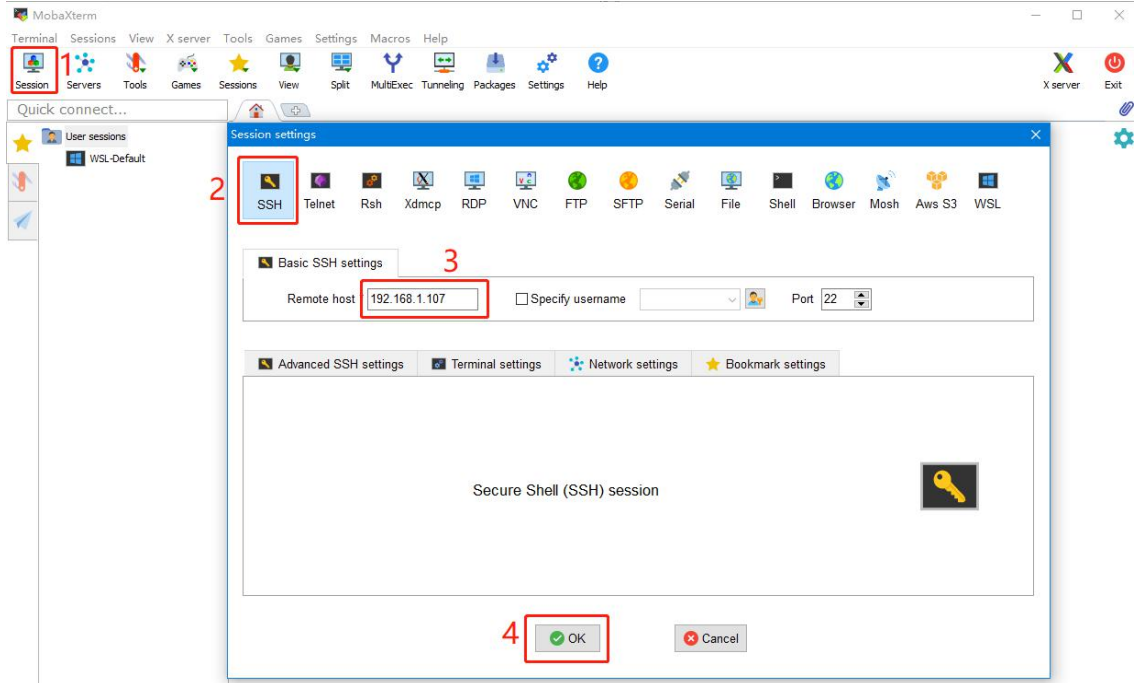 MobaXterm
Terminal Sessions View X server Tools Games Settings Macros Help
1
Session Servers Tools Games Sessions View Split MultiExec Tunneling Packages Settings Help X server Exit
Quick connect...
User sessions
WSL-Default
Session settings
2
SSH Telnet Rsh Xdmcp RDP VNC FTP SFTP Serial File Shell Browser Mosh Aws S3 WSL
Basic SSH settings
3
Remote host * 192.168.1.107 Specify username Port 22
Advanced SSH settings Terminal settings Network settings Bookmark settings
Secure Shell (SSH) session
4
OK Cancel